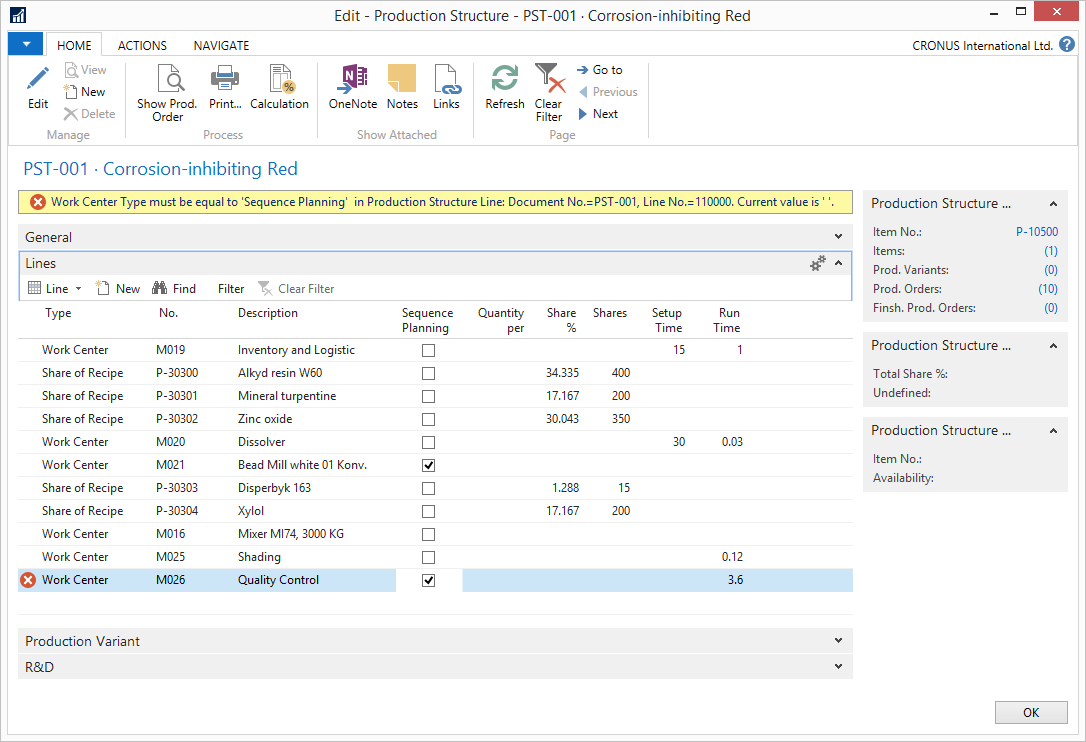 Edit - Production Structure - PST-001 · Corrosion-inhibiting Red
HOME ACTIONS NAVIGATE CRONUS International Ltd. ?
Edit
View
New
Delete
Manage
Show Prod.
Order
Print...
Calculation
Process
OneNote
Notes
Links
Show Attached
Refresh
Clear
Filter
Go to
Previous
Next
Page
PST-001 · Corrosion-inhibiting Red
Work Center Type must be equal to 'Sequence Planning'  in Production Structure Line: Document No.=PST-001, Line No.=110000. Current value is ' '.
General
Lines
Line New Find Filter Clear Filter
Type No. Description Sequence Planning Quantity per Share % Shares Setup Time Run Time
Work Center M019 Inventory and Logistic 15 1
Share of Recipe P-30300 Alkyd resin W60 34.335 400
Share of Recipe P-30301 Mineral turpentine 17.167 200
Share of Recipe P-30302 Zinc oxide 30.043 350
Work Center M020 Dissolver 30 0.03
Work Center M021 Bead Mill white 01 Konv.
Share of Recipe P-30303 Disperbyk 163 1.288 15
Share of Recipe P-30304 Xylol 17.167 200
Work Center M016 Mixer MI74, 3000 KG
Work Center M025 Shading 0.12
Work Center M026 Quality Control 3.6
Production Variant
R&D
Production Structure ...
Item No.: P-10500
Items: (1)
Prod. Variants: (0)
Prod. Orders: (10)
Finsh. Prod. Orders: (0)
Production Structure ...
Total Share %:
Undefined:
Production Structure ...
Item No.:
Availability:
OK